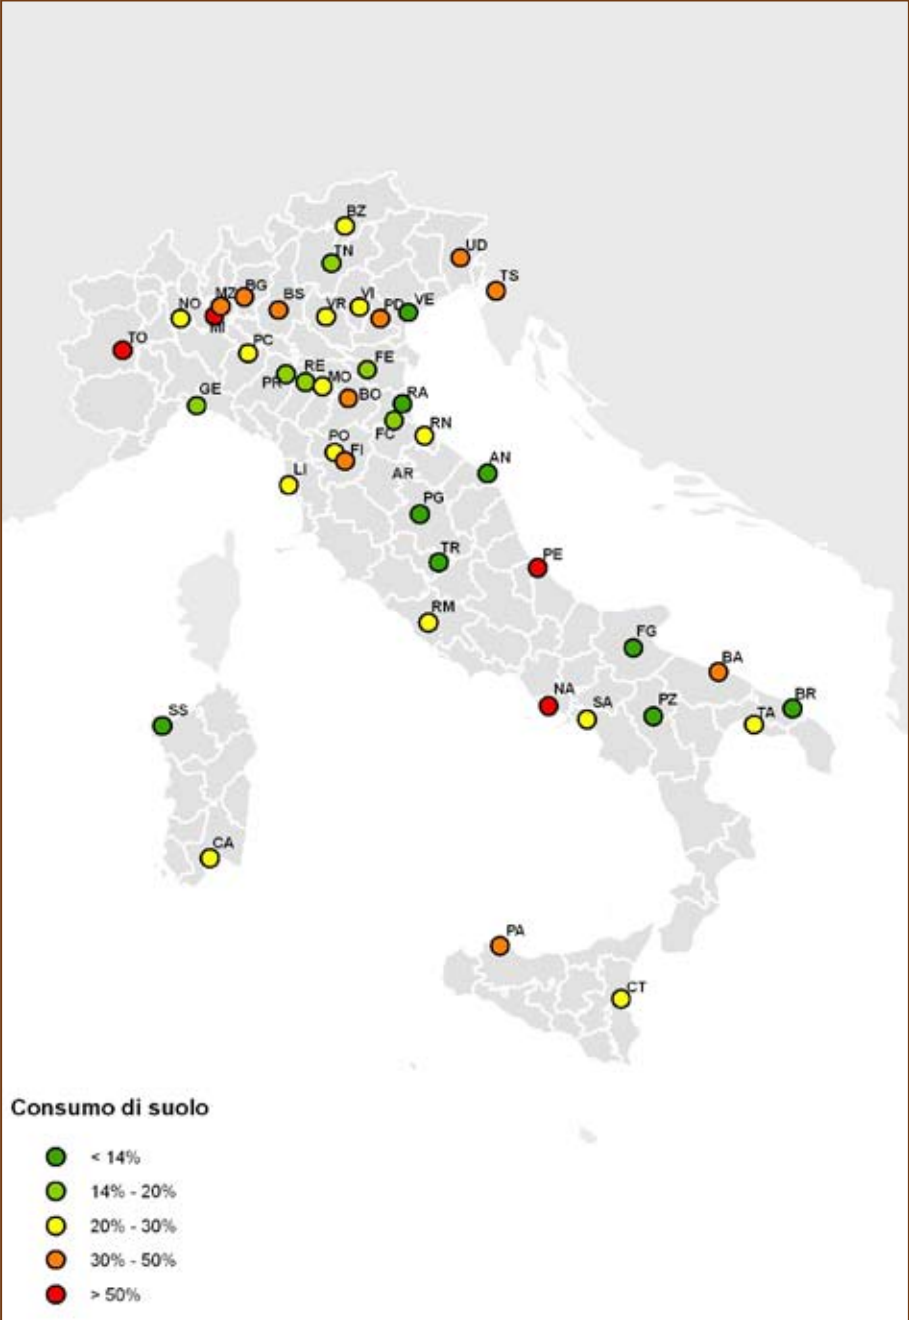 BZ
TN
UD
TS
NO
MZ
BG
BS
VR
VI
PD
VE
MI
TO
PC
PR
RE
MO
FE
GE
BO
RA
FC
RN
PO
FI
LI
AR
AN
PG
TR
PE
RM
FG
BA
NA
SA
PZ
TA
BR
SS
CA
PA
CT
Consumo di suolo
< 14%
14% - 20%
20% - 30%
30% - 50%
> 50%